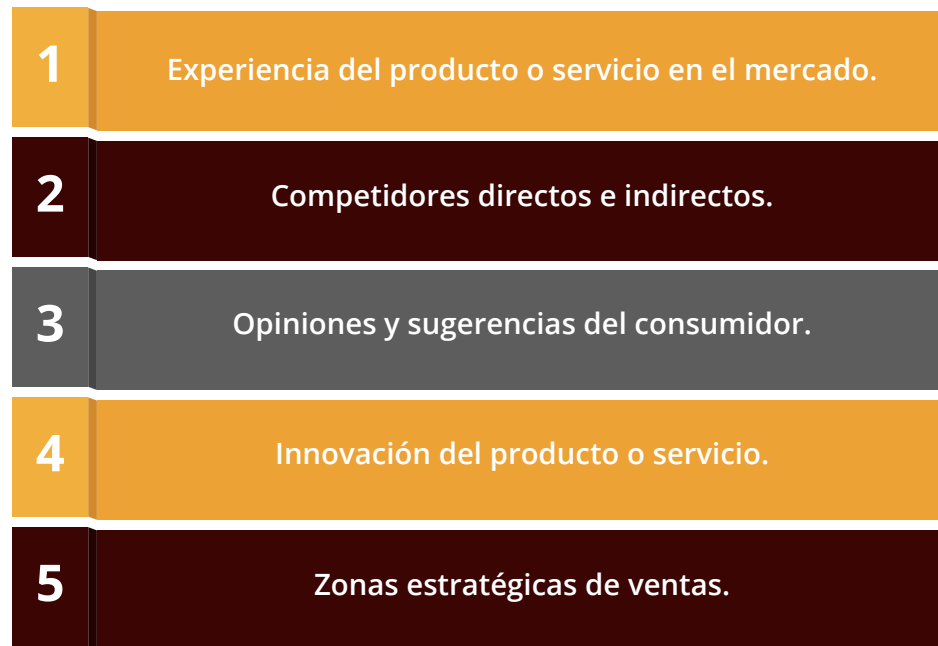 1
Experiencia del producto o servicio en el mercado.
2
Competidores directos e indirectos.
3
Opiniones y sugerencias del consumidor.
4
Innovación del producto o servicio.
5
Zonas estratégicas de ventas.